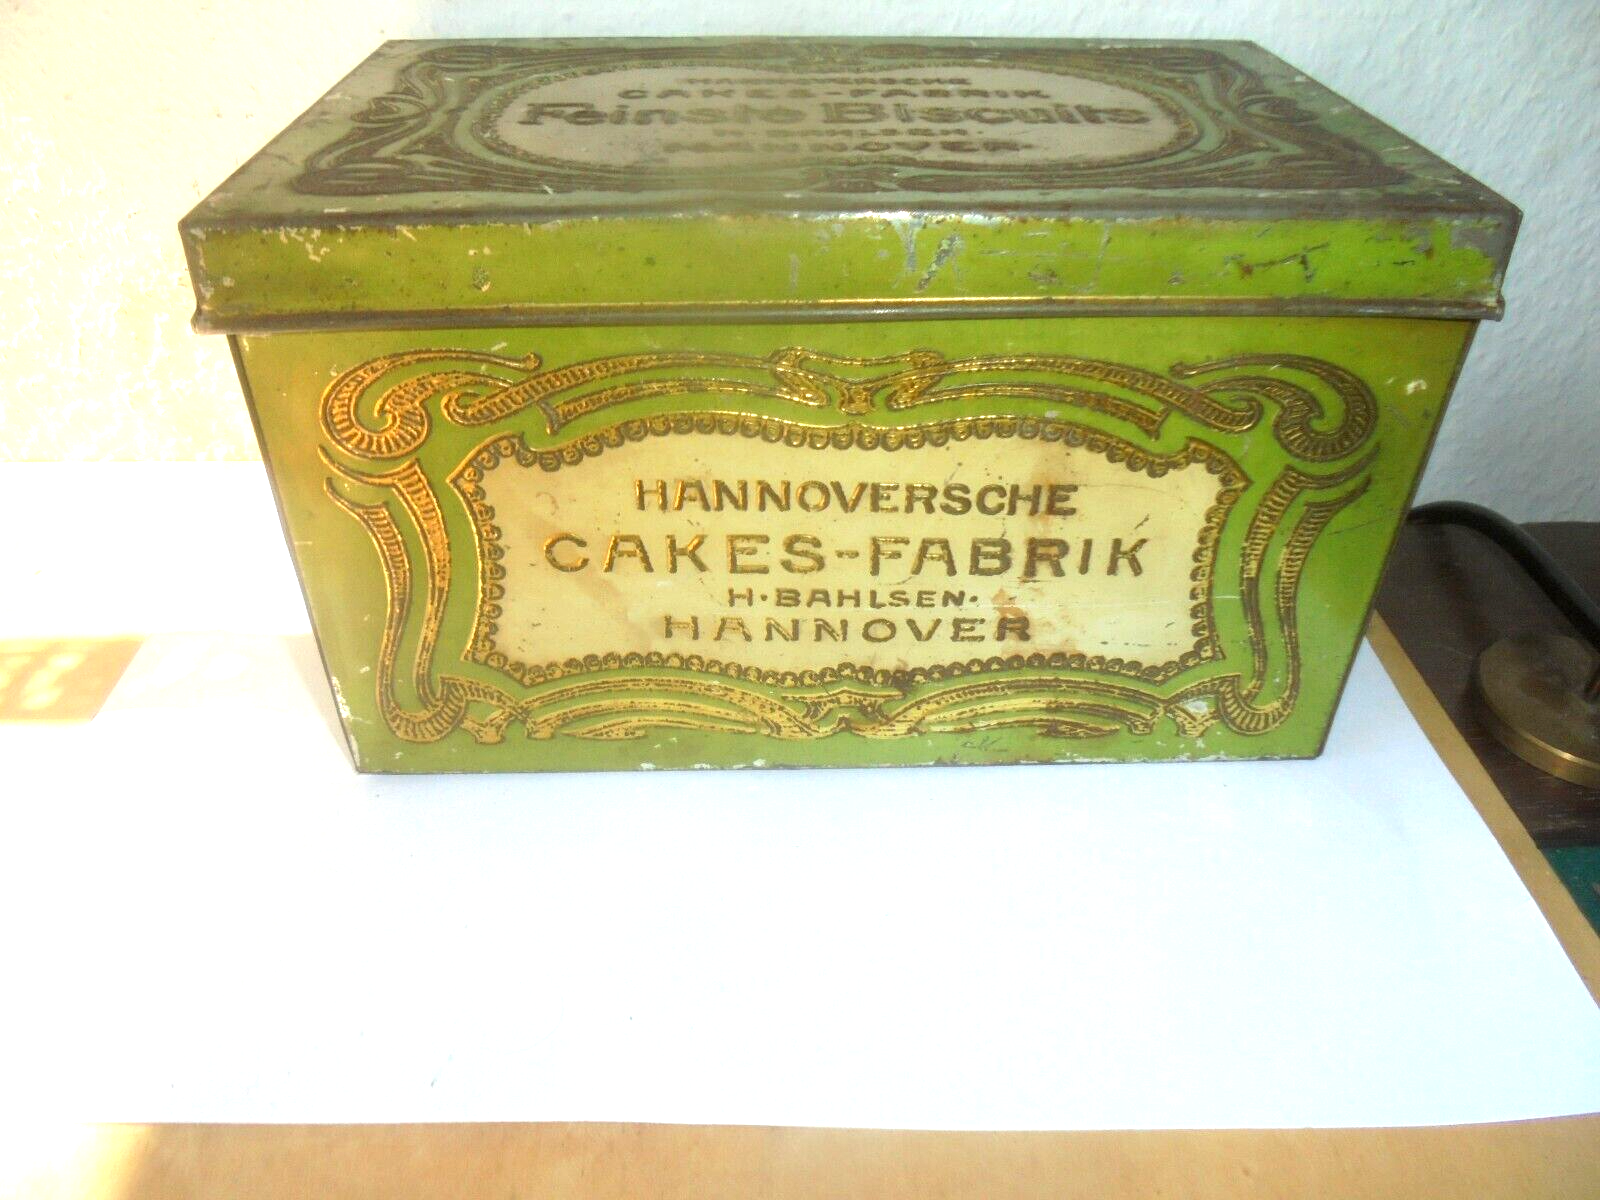 HANNOVERSCHE
CAKES-FABRIK
Feinste Biscuits
H·BAHLSEN·
HANNOVER·
HANNOVERSCHE
CAKES-FABRIK
H·BAHLSEN·
HANNOVER